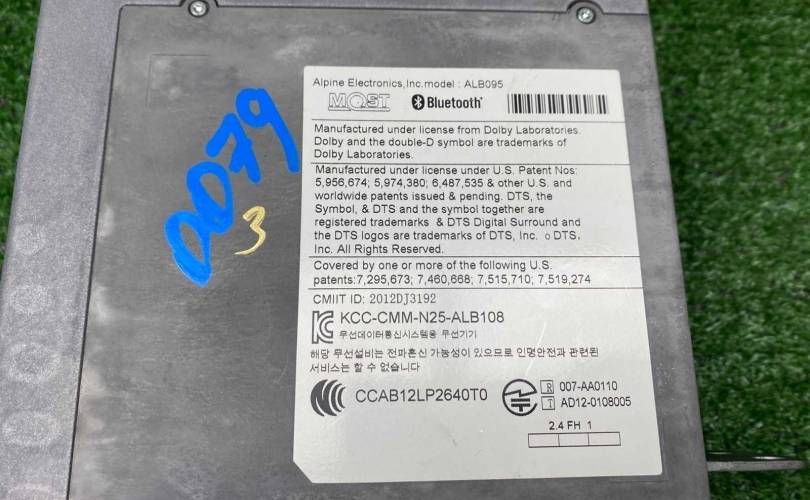 Alpine Electronics,Inc.model : ALB095
MOST Bluetooth
Manufactured under license from Dolby Laboratories.
Dolby and the double-D symbol are trademarks of
Dolby Laboratories.
Manufactured under license under U.S. Patent Nos:
5,956,674; 5,974,380; 6,487,535 & other U.S. and
worldwide patents issued & pending. DTS, the
Symbol, & DTS and the symbol together are
registered trademarks & DTS Digital Surround and
the DTS logos are trademarks of DTS, Inc. o DTS,
Inc. All Rights Reserved.
Covered by one or more of the following U.S.
patents:7,295,673; 7,460,668; 7,515,710; 7,519,274
CMIIT ID: 2012DJ3192
KCC-CMM-N25-ALB108
무선데이터통신시스템용 무선기기
해당 무선설비는 전파혼신 가능성이 있으므로 인명안전과 관련된
서비스는 할 수 없습니다
CCAB12LP2640T0
R 007-AA0110
T AD12-0108005
2.4 FH 1
0079
3